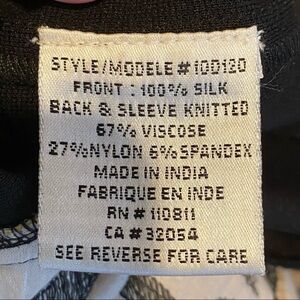 STYLE/MODELE # 100120
FRONT : 100% SILK
BACK & SLEEVE KNITTED
67% VISCOSE
27% NYLON 6% SPANDEX
MADE IN INDIA
FABRIQUE EN INDE
RN # 110811
CA # 32054
SEE REVERSE FOR CARE